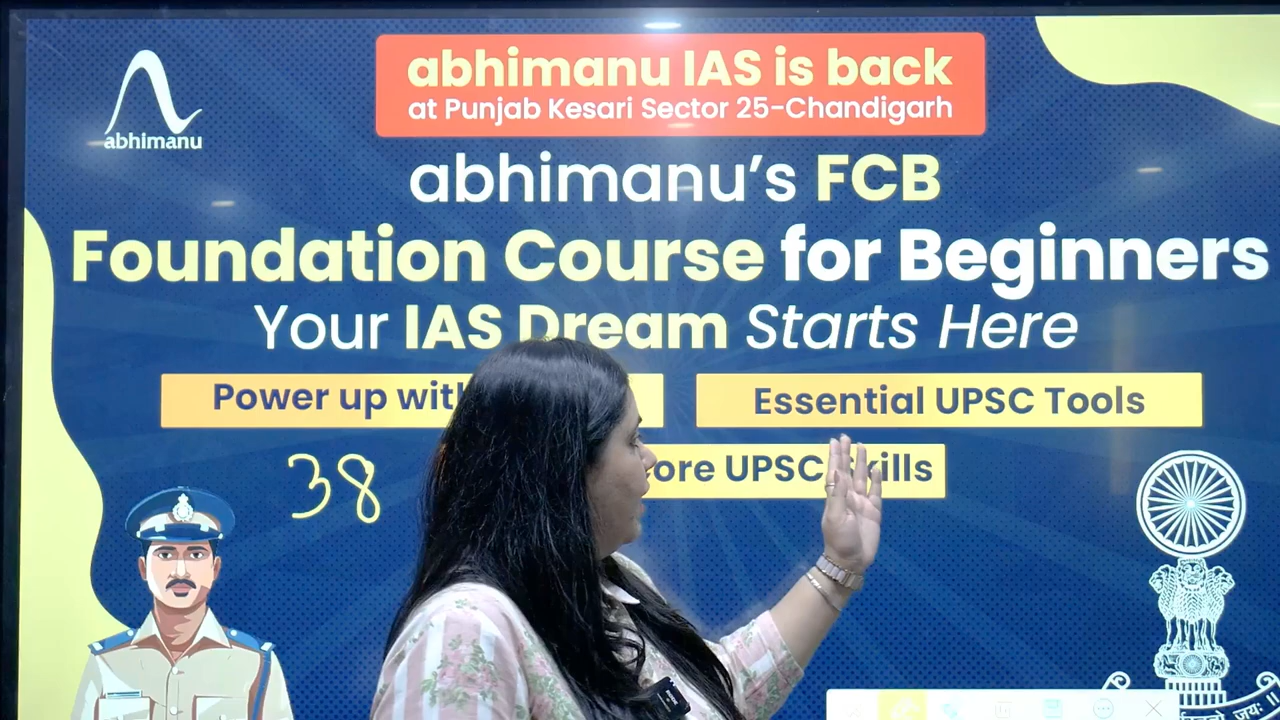 abhimanu IAS is back
at Punjab Kesari Sector 25-Chandigarh
abhimanu
abhimanu's FCB
Foundation Course for Beginners
Your IAS Dream Starts Here
Power up with
Essential UPSC Tools
ore UPSC Skills
38